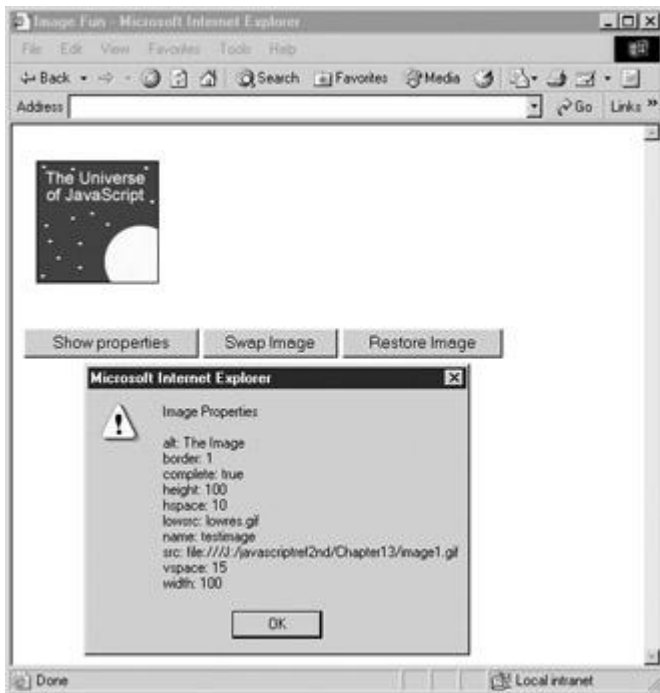 Image Fun - Microsoft Internet Explorer
File Edit View Favorites Tools Help
Back Search Favorites Media
Address Go Links »
The Universe
of JavaScript
Show properties Swap Image Restore Image
Microsoft Internet Explorer
Image Properties
alt: The Image
border: 1
complete: true
height: 100
hspace: 10
lowsrc: lowres.gif
name: testimage
src: file:///J:/javascriptref2nd/Chapter13/image1.gif
vspace: 15
width: 100
OK
Done Local intranet